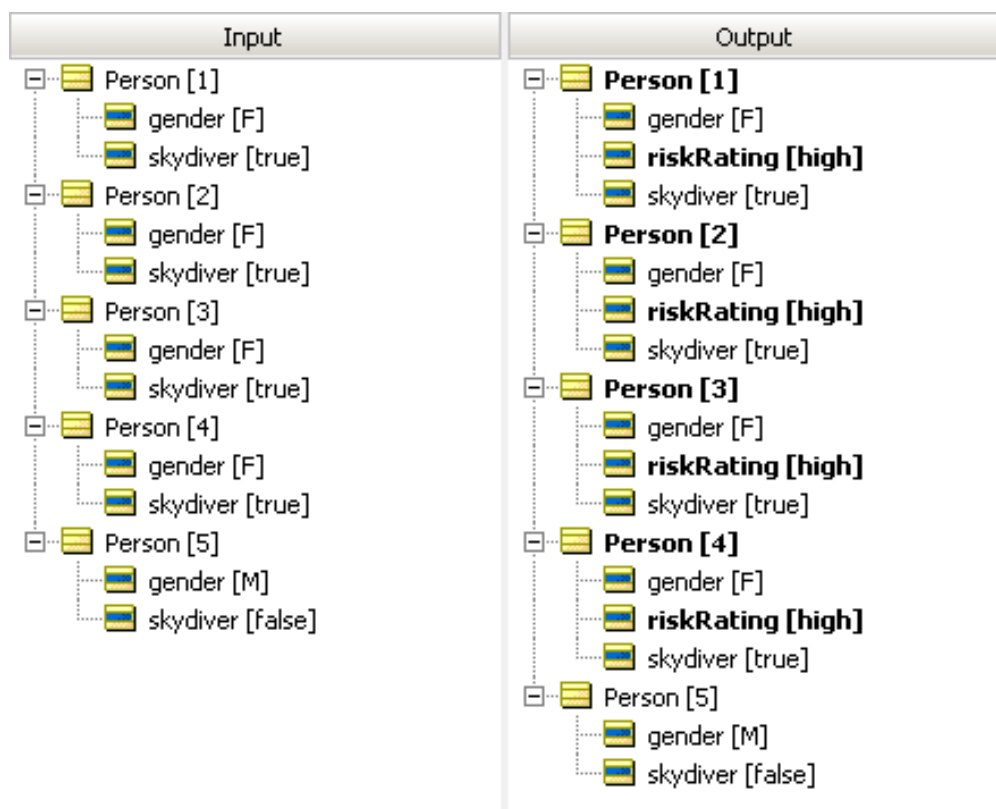 Input
Person [1]
gender [F]
skydiver [true]
Person [2]
gender [F]
skydiver [true]
Person [3]
gender [F]
skydiver [true]
Person [4]
gender [F]
skydiver [true]
Person [5]
gender [M]
skydiver [false]
Output
Person [1]
gender [F]
riskRating [high]
skydiver [true]
Person [2]
gender [F]
riskRating [high]
skydiver [true]
Person [3]
gender [F]
riskRating [high]
skydiver [true]
Person [4]
gender [F]
riskRating [high]
skydiver [true]
Person [5]
gender [M]
skydiver [false]